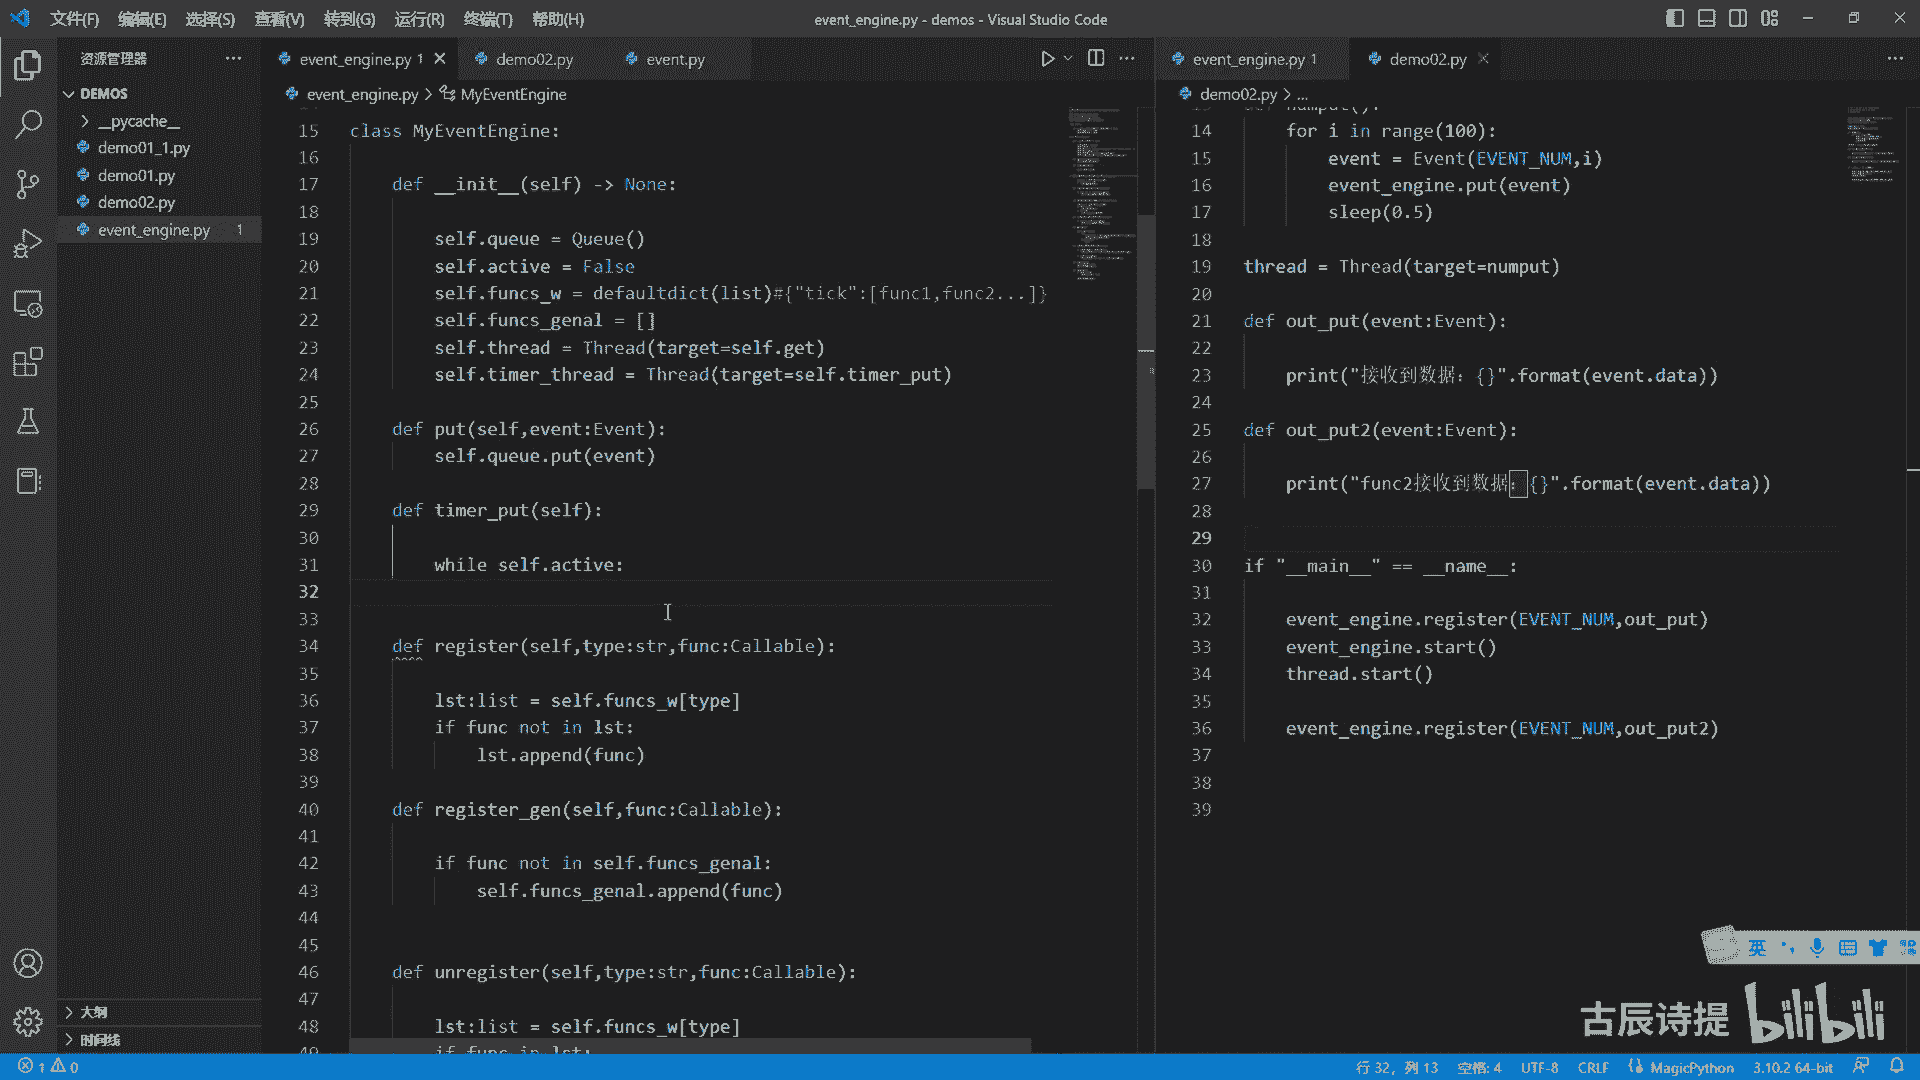 文件(F) 编辑(E) 选择(S) 查看(V) 转到(G) 运行(R) 终端(T) 帮助(H)
event_engine.py - demos - Visual Studio Code
资源管理器
DEMOS
__pycache__
demo01_1.py
demo01.py
demo02.py
event_engine.py 1
大纲
时间线
event_engine.py 1 demo02.py event.py
event_engine.py > MyEventEngine
15 class MyEventEngine:
16
17 def __init__(self) -> None:
18
19 self.queue = Queue()
20 self.active = False
21 self.funcs_w = defaultdict(list)#{"tick":[func1,func2...]}
22 self.funcs_genal = []
23 self.thread = Thread(target=self.get)
24 self.timer_thread = Thread(target=self.timer_put)
25
26 def put(self,event:Event):
27 self.queue.put(event)
28
29 def timer_put(self):
30
31 while self.active:
32
33
34 def register(self,type:str,func:Callable):
35
36 lst:list = self.funcs_w[type]
37 if func not in lst:
38 lst.append(func)
39
40 def register_gen(self,func:Callable):
41
42 if func not in self.funcs_genal:
43 self.funcs_genal.append(func)
44
45
46 def unregister(self,type:str,func:Callable):
47
48 lst:list = self.funcs_w[type]
49 if func in lst:
event_engine.py 1 demo02.py
demo02.py > ...
13 def numput():
14 for i in range(100):
15 event = Event(EVENT_NUM,i)
16 event_engine.put(event)
17 sleep(0.5)
18
19 thread = Thread(target=numput)
20
21 def out_put(event:Event):
22
23 print("接收到数据：{}".format(event.data))
24
25 def out_put2(event:Event):
26
27 print("func2接收到数据：{}".format(event.data))
28
29
30 if "__main__" == __name__:
31
32 event_engine.register(EVENT_NUM,out_put)
33 event_engine.start()
34 thread.start()
35
36 event_engine.register(EVENT_NUM,out_put2)
37
38
39
英
古辰诗提 bilibili
1 0
行 32，列 13 空格: 4 UTF-8 CRLF MagicPython 3.10.2 64-bit